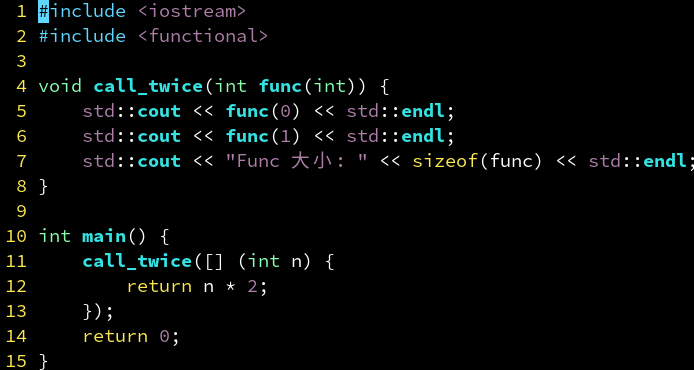 1 #include <iostream>
2 #include <functional>
3
4 void call_twice(int func(int)) {
5     std::cout << func(0) << std::endl;
6     std::cout << func(1) << std::endl;
7     std::cout << "Func 大小: " << sizeof(func) << std::endl;
8 }
9
10 int main() {
11     call_twice([] (int n) {
12         return n * 2;
13     });
14     return 0;
15 }